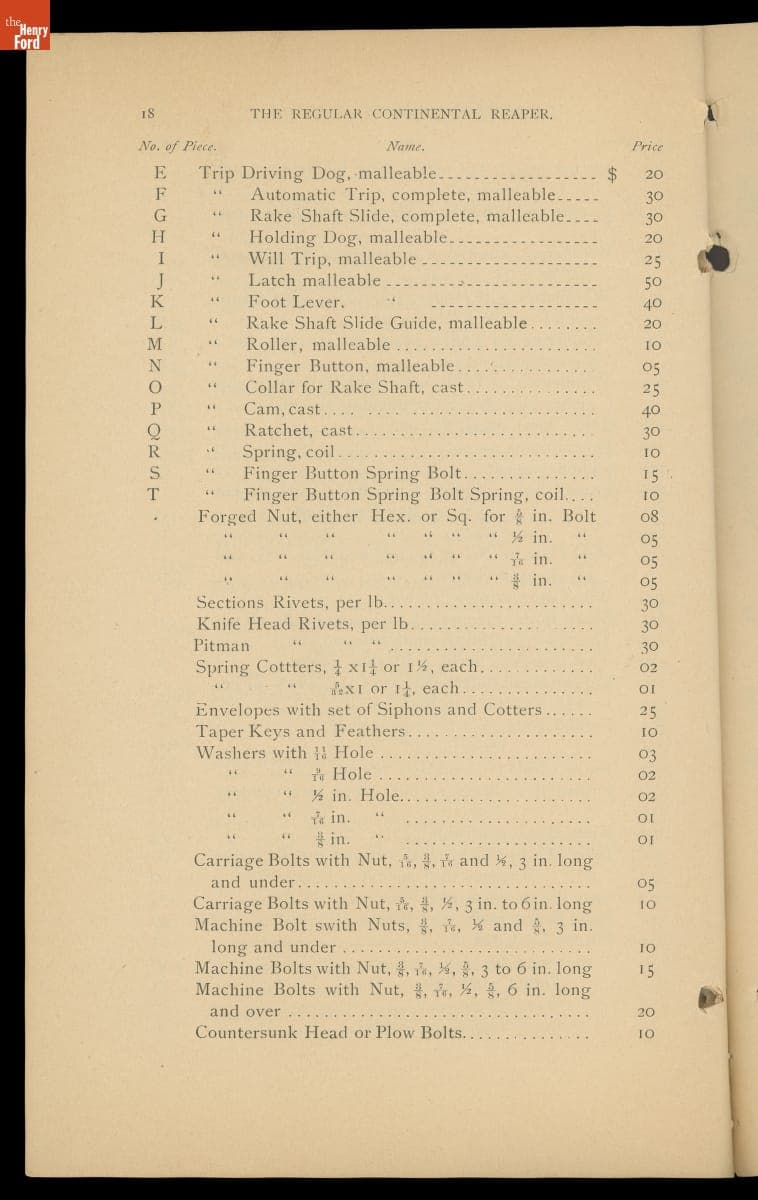 the
Henry
Ford
18 THE REGULAR CONTINENTAL REAPER.
No. of Piece. Name. Price
E Trip Driving Dog, malleable.................. $ 20
F “ Automatic Trip, complete, malleable..... 30
G “ Rake Shaft Slide, complete, malleable.... 30
H “ Holding Dog, malleable................. 20
I “ Will Trip, malleable .................... 25
J “ Latch malleable ........................ 50
K “ Foot Lever. “ ................... 40
L “ Rake Shaft Slide Guide, malleable........ 20
M “ Roller, malleable ....................... 10
N “ Finger Button, malleable................ 05
O “ Collar for Rake Shaft, cast............... 25
P “ Cam, cast.... .... ..................... 40
Q “ Ratchet, cast........................... 30
R “ Spring, coil............................. 10
S “ Finger Button Spring Bolt............... 15
T “ Finger Button Spring Bolt Spring, coil.... 10
Forged Nut, either Hex. or Sq. for ⅝ in. Bolt 08
“ “ “ “ “ “ “ ½ in. “ 05
“ “ “ “ “ “ “ 7/16 in. “ 05
“ “ “ “ “ “ “ ⅜ in. “ 05
Sections Rivets, per lb........................ 30
Knife Head Rivets, per lb..................... 30
Pitman “ “ “ ........................ 30
Spring Cottters, ¼ x1¼ or 1½, each............. 02
“ “ 5/32x1 or 1¼, each............... 01
Envelopes with set of Siphons and Cotters...... 25
Taper Keys and Feathers..................... 10
Washers with 11/16 Hole ......................... 03
“ “ 9/16 Hole ......................... 02
“ “ ½ in. Hole...................... 02
“ “ 7/16 in. “ ...................... 01
“ “ ⅜ in. “ ...................... 01
Carriage Bolts with Nut, 5/16, ⅜, 7/16 and ½, 3 in. long
and under.................................. 05
Carriage Bolts with Nut, 5/16, ⅜, ½, 3 in. to 6 in. long 10
Machine Bolt swith Nuts, ⅜, 7/16, ½ and ⅝, 3 in.
long and under ............................. 10
Machine Bolts with Nut, ⅜, 7/16, ½, ⅝, 3 to 6 in. long 15
Machine Bolts with Nut, ⅜, 7/16, ½, ⅝, 6 in. long
and over ................................... 20
Countersunk Head or Plow Bolts............... 10